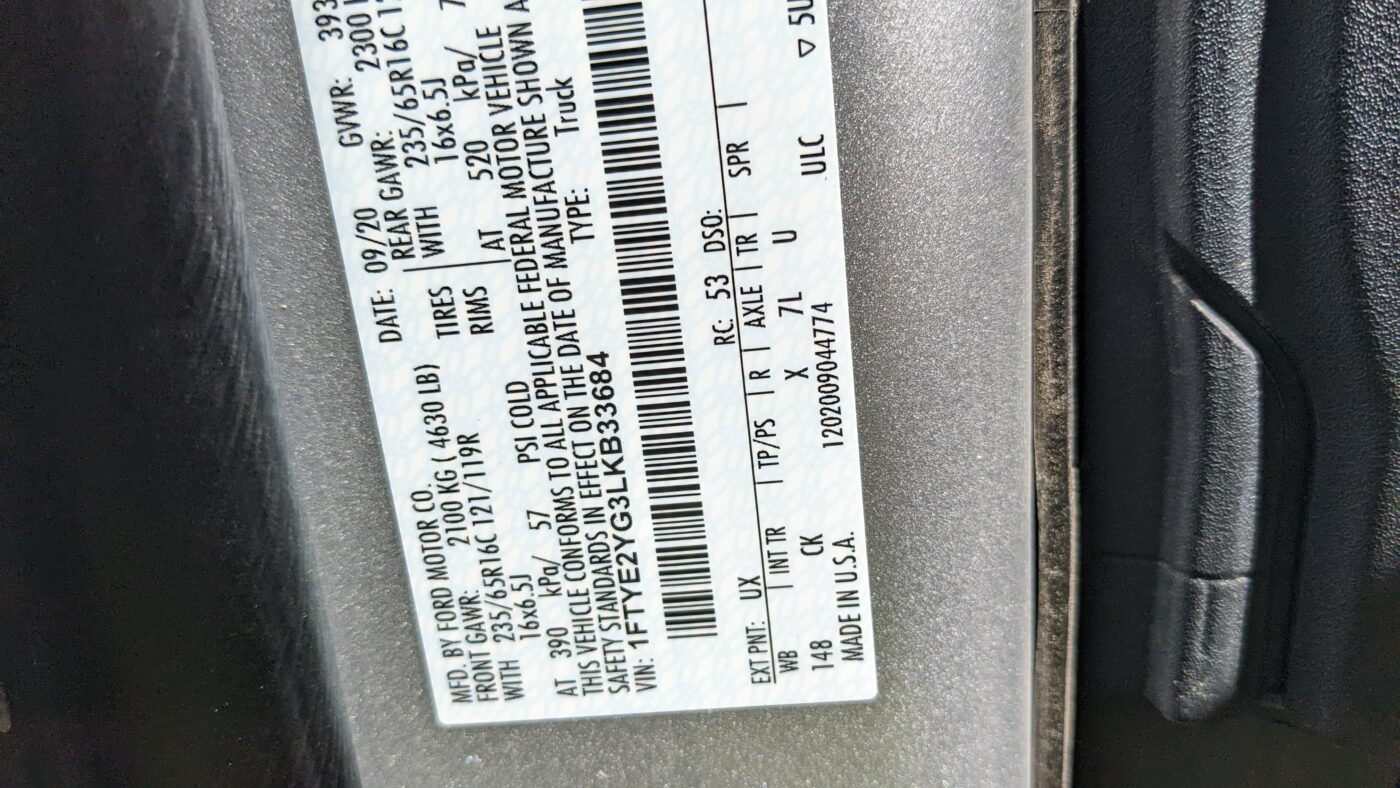 MFD. BY FORD MOTOR CO. DATE: 09/20 GVWR: 393
FRONT GAWR: 2100 KG ( 4630 LB) REAR GAWR: 2300
WITH 235/65R16C 121/119R TIRES WITH 235/65R16C
16x6.5J RIMS 16x6.5J
AT 390 kPa/ 57 PSI COLD AT 520 kPa/ 7
THIS VEHICLE CONFORMS TO ALL APPLICABLE FEDERAL MOTOR VEHICLE
SAFETY STANDARDS IN EFFECT ON THE DATE OF MANUFACTURE SHOWN A
VIN: 1FTYE2YG3LKB33684 TYPE: Truck
EXT PNT: UX RC: 53 DSO:
WB | INT TR | TP/PS | R | AXLE | TR | SPR |
148 CK X 7L U ULC ▽ 5U
MADE IN U.S.A. 120200904​4774